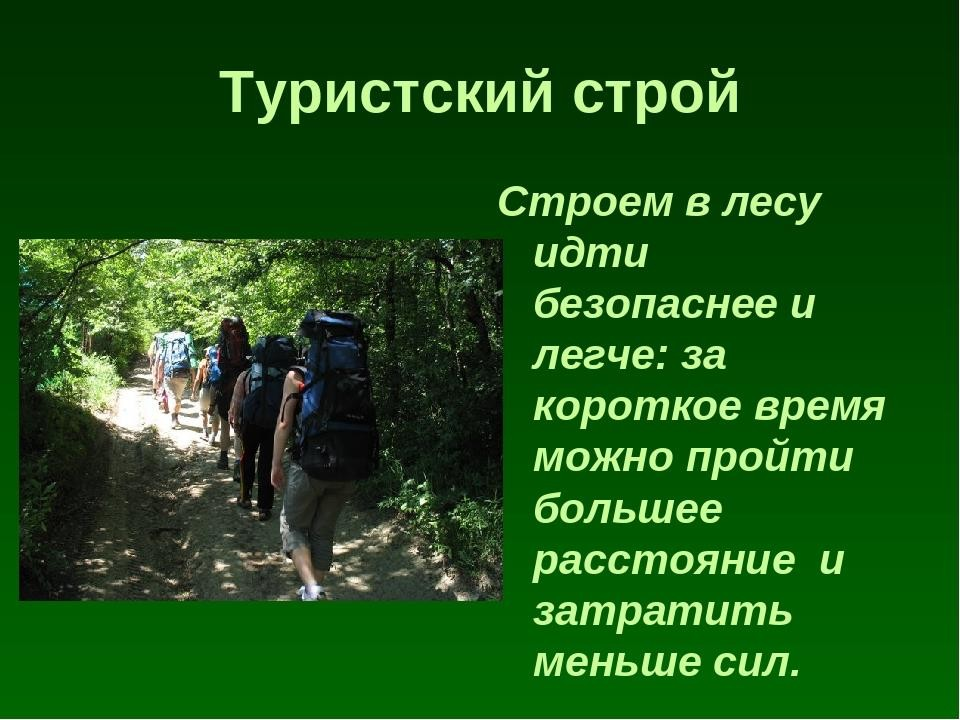 Туристский строй
Строем в лесу
идти
безопаснее и
легче: за
короткое время
можно пройти
большее
расстояние  и
затратить
меньше сил.